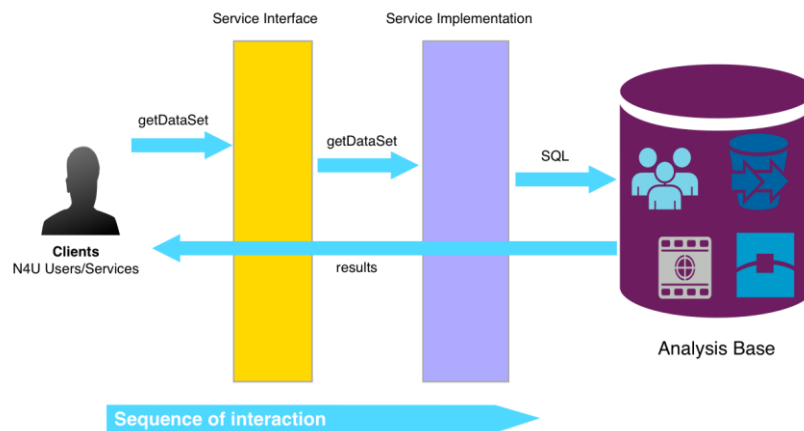 Service Interface
Service Implementation
getDataSet
getDataSet
SQL
Clients
N4U Users/Services
results
Analysis Base
Sequence of interaction